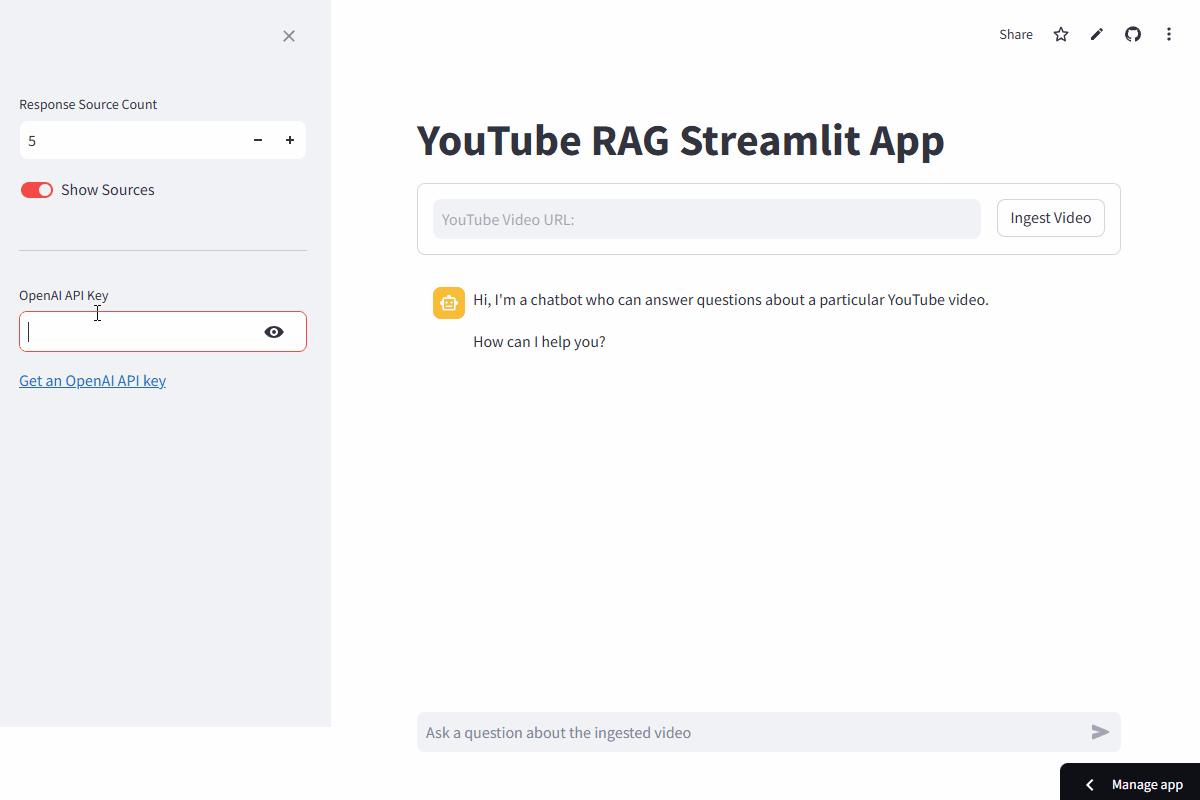 Share
Response Source Count
5
Show Sources
OpenAI API Key
Get an OpenAI API key
YouTube RAG Streamlit App
YouTube Video URL:
Ingest Video
Hi, I'm a chatbot who can answer questions about a particular YouTube video.
How can I help you?
Ask a question about the ingested video
Manage app